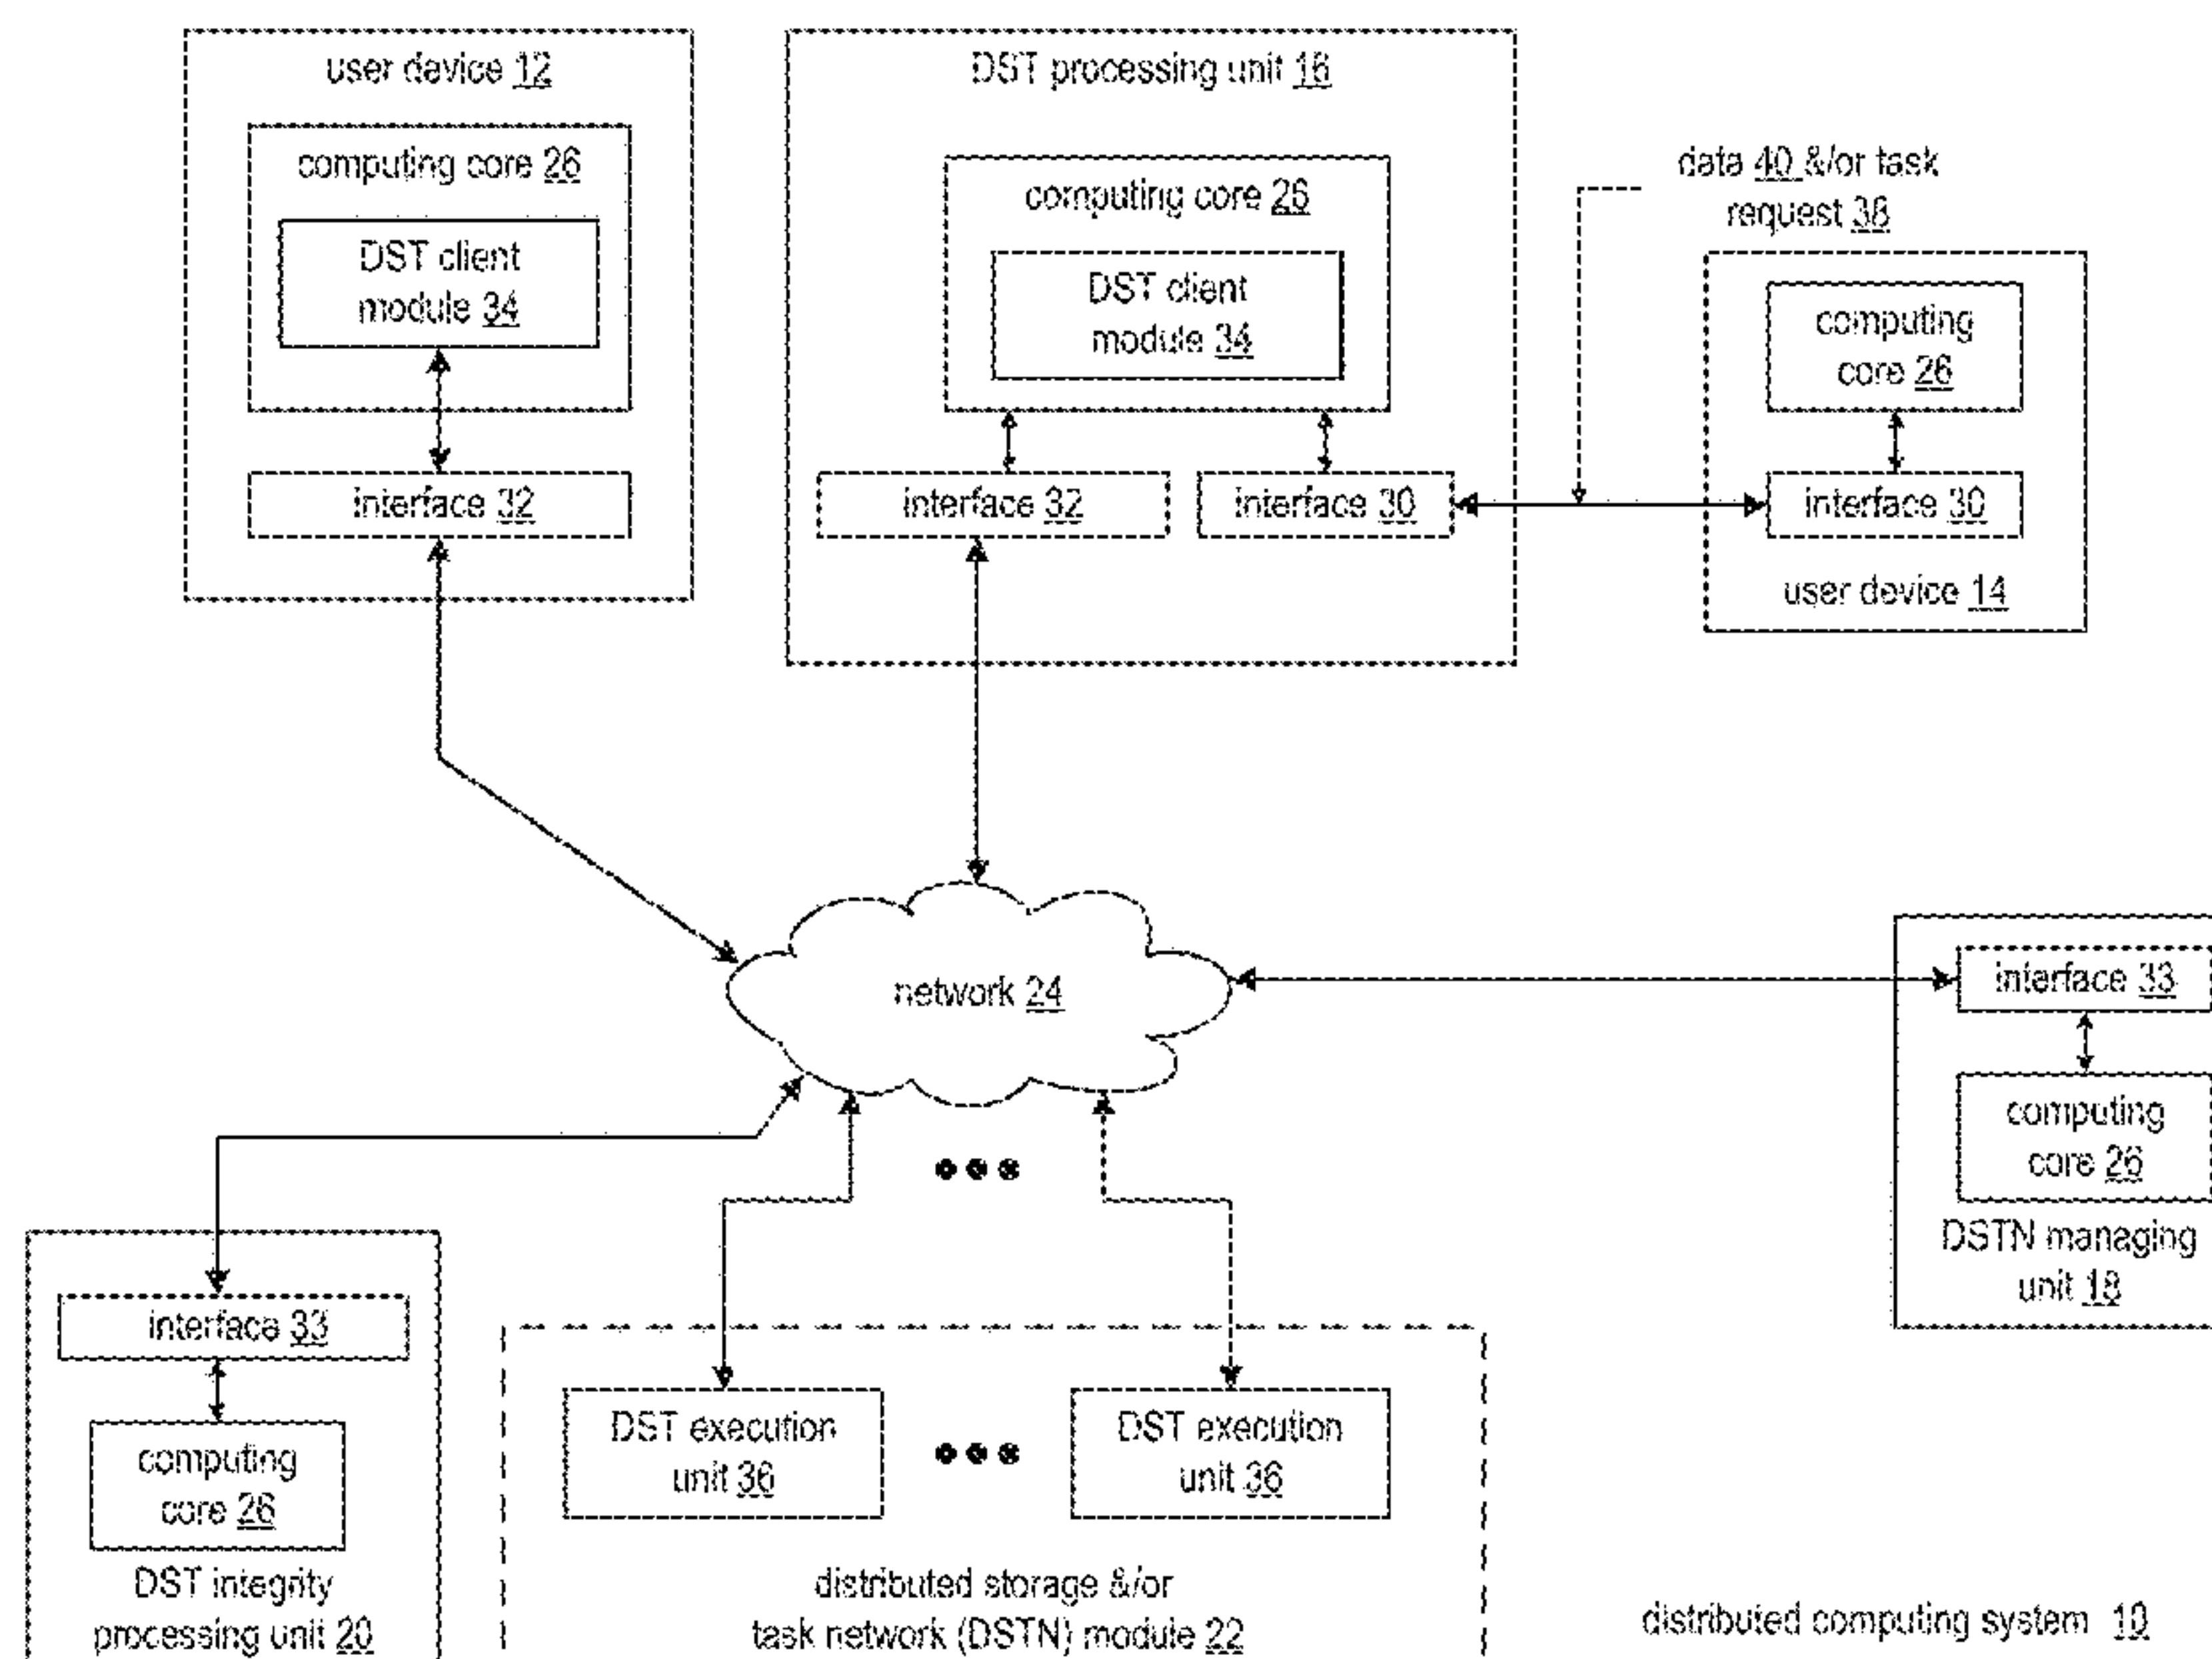 user device 12
computing core 26
DST client
module 34
interface 32
DST processing unit 16
computing core 26
DST client
module 34
interface 32
interface 30
data 40 &/or task
request 38
computing
core 26
interface 30
user device 14
network 24
interface 33
computing
core 26
DSTN managing
unit 18
interface 33
computing
core 26
DST integrity
processing unit 20
DST execution
unit 36
DST execution
unit 36
distributed storage &/or
task network (DSTN) module 22
distributed computing system 10